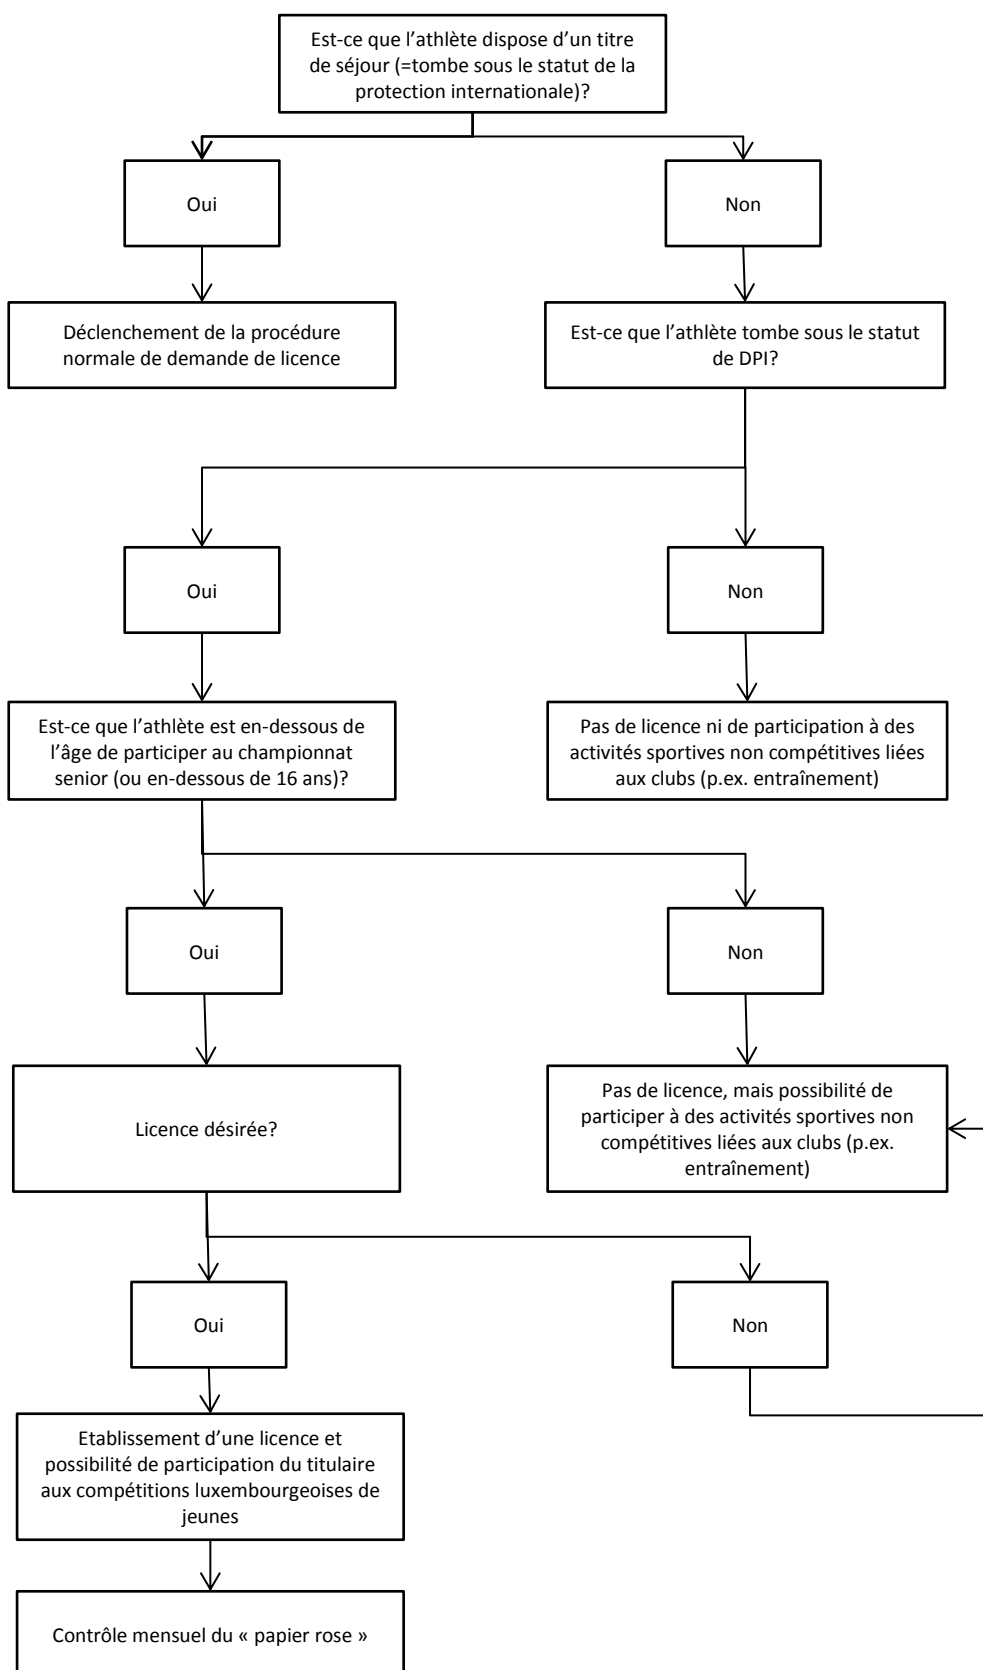 Est-ce que l’athlète dispose d’un titre
de séjour (=tombe sous le statut de la
protection internationale)?
Oui
Non
Déclenchement de la procédure
normale de demande de licence
Est-ce que l’athlète tombe sous le statut
de DPI?
Oui
Non
Est-ce que l’athlète est en-dessous de
l’âge de participer au championnat
senior (ou en-dessous de 16 ans)?
Pas de licence ni de participation à des
activités sportives non compétitives liées
aux clubs (p.ex. entraînement)
Oui
Non
Licence désirée?
Pas de licence, mais possibilité de
participer à des activités sportives non
compétitives liées aux clubs (p.ex.
entraînement)
Oui
Non
Etablissement d’une licence et
possibilité de participation du titulaire
aux compétitions luxembourgeoises de
jeunes
Contrôle mensuel du « papier rose »